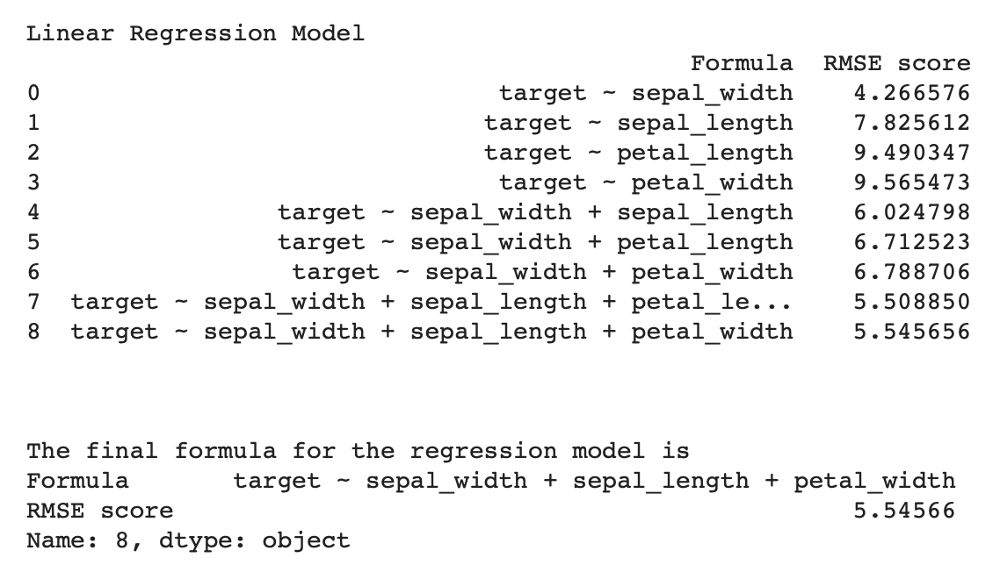 Linear Regression Model
Formula RMSE score
0 target ~ sepal_width 4.266576
1 target ~ sepal_length 7.825612
2 target ~ petal_length 9.490347
3 target ~ petal_width 9.565473
4 target ~ sepal_width + sepal_length 6.024798
5 target ~ sepal_width + petal_length 6.712523
6 target ~ sepal_width + petal_width 6.788706
7 target ~ sepal_width + sepal_length + petal_le... 5.508850
8 target ~ sepal_width + sepal_length + petal_width 5.545656
The final formula for the regression model is
Formula target ~ sepal_width + sepal_length + petal_width
RMSE score 5.54566
Name: 8, dtype: object